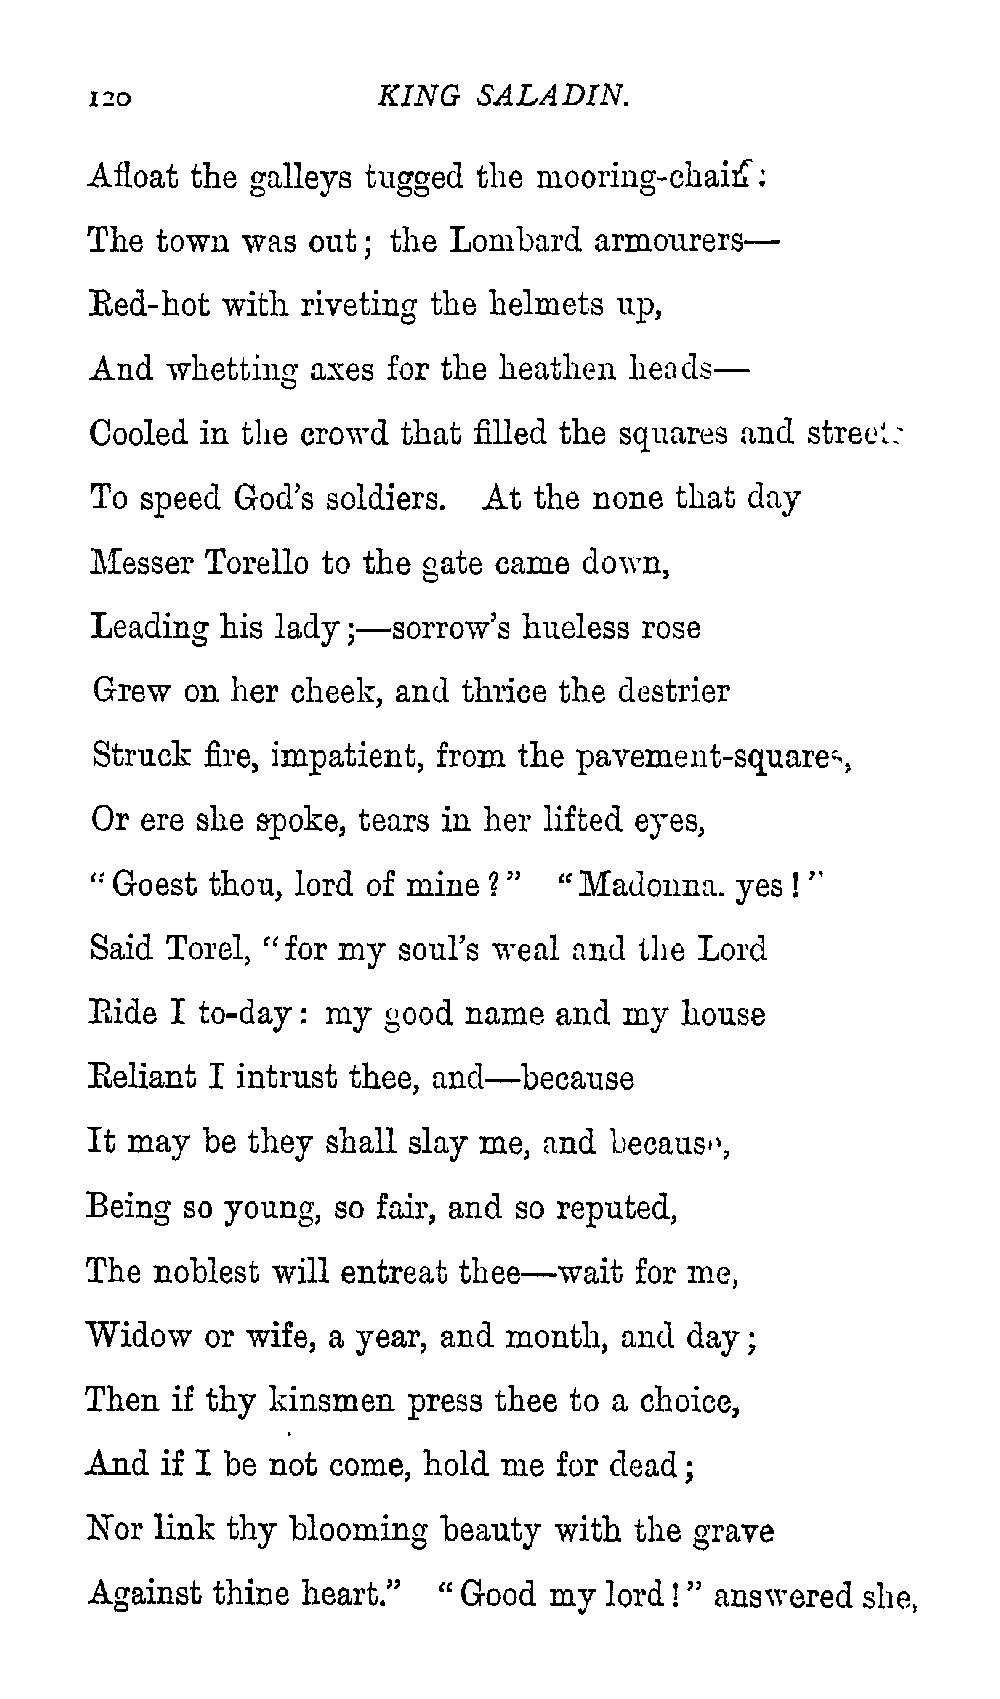 120 KING SALADIN.
Afloat the galleys tugged the mooring-chain:
The town was out; the Lombard armourers—
Red-hot with riveting the helmets up,
And whetting axes for the heathen heads—
Cooled in the crowd that filled the squares and streets
To speed God's soldiers. At the none that day
Messer Torello to the gate came down,
Leading his lady;—sorrow's hueless rose
Grew on her cheek, and thrice the destrier
Struck fire, impatient, from the pavement-squares,
Or ere she spoke, tears in her lifted eyes,
"Goest thou, lord of mine?" "Madonna. yes!"
Said Torel, "for my soul's weal and the Lord
Ride I to-day: my good name and my house
Reliant I intrust thee, and—because
It may be they shall slay me, and because,
Being so young, so fair, and so reputed,
The noblest will entreat thee—wait for me,
Widow or wife, a year, and month, and day;
Then if thy kinsmen press thee to a choice,
And if I be not come, hold me for dead;
Nor link thy blooming beauty with the grave
Against thine heart." "Good my lord!" answered she,